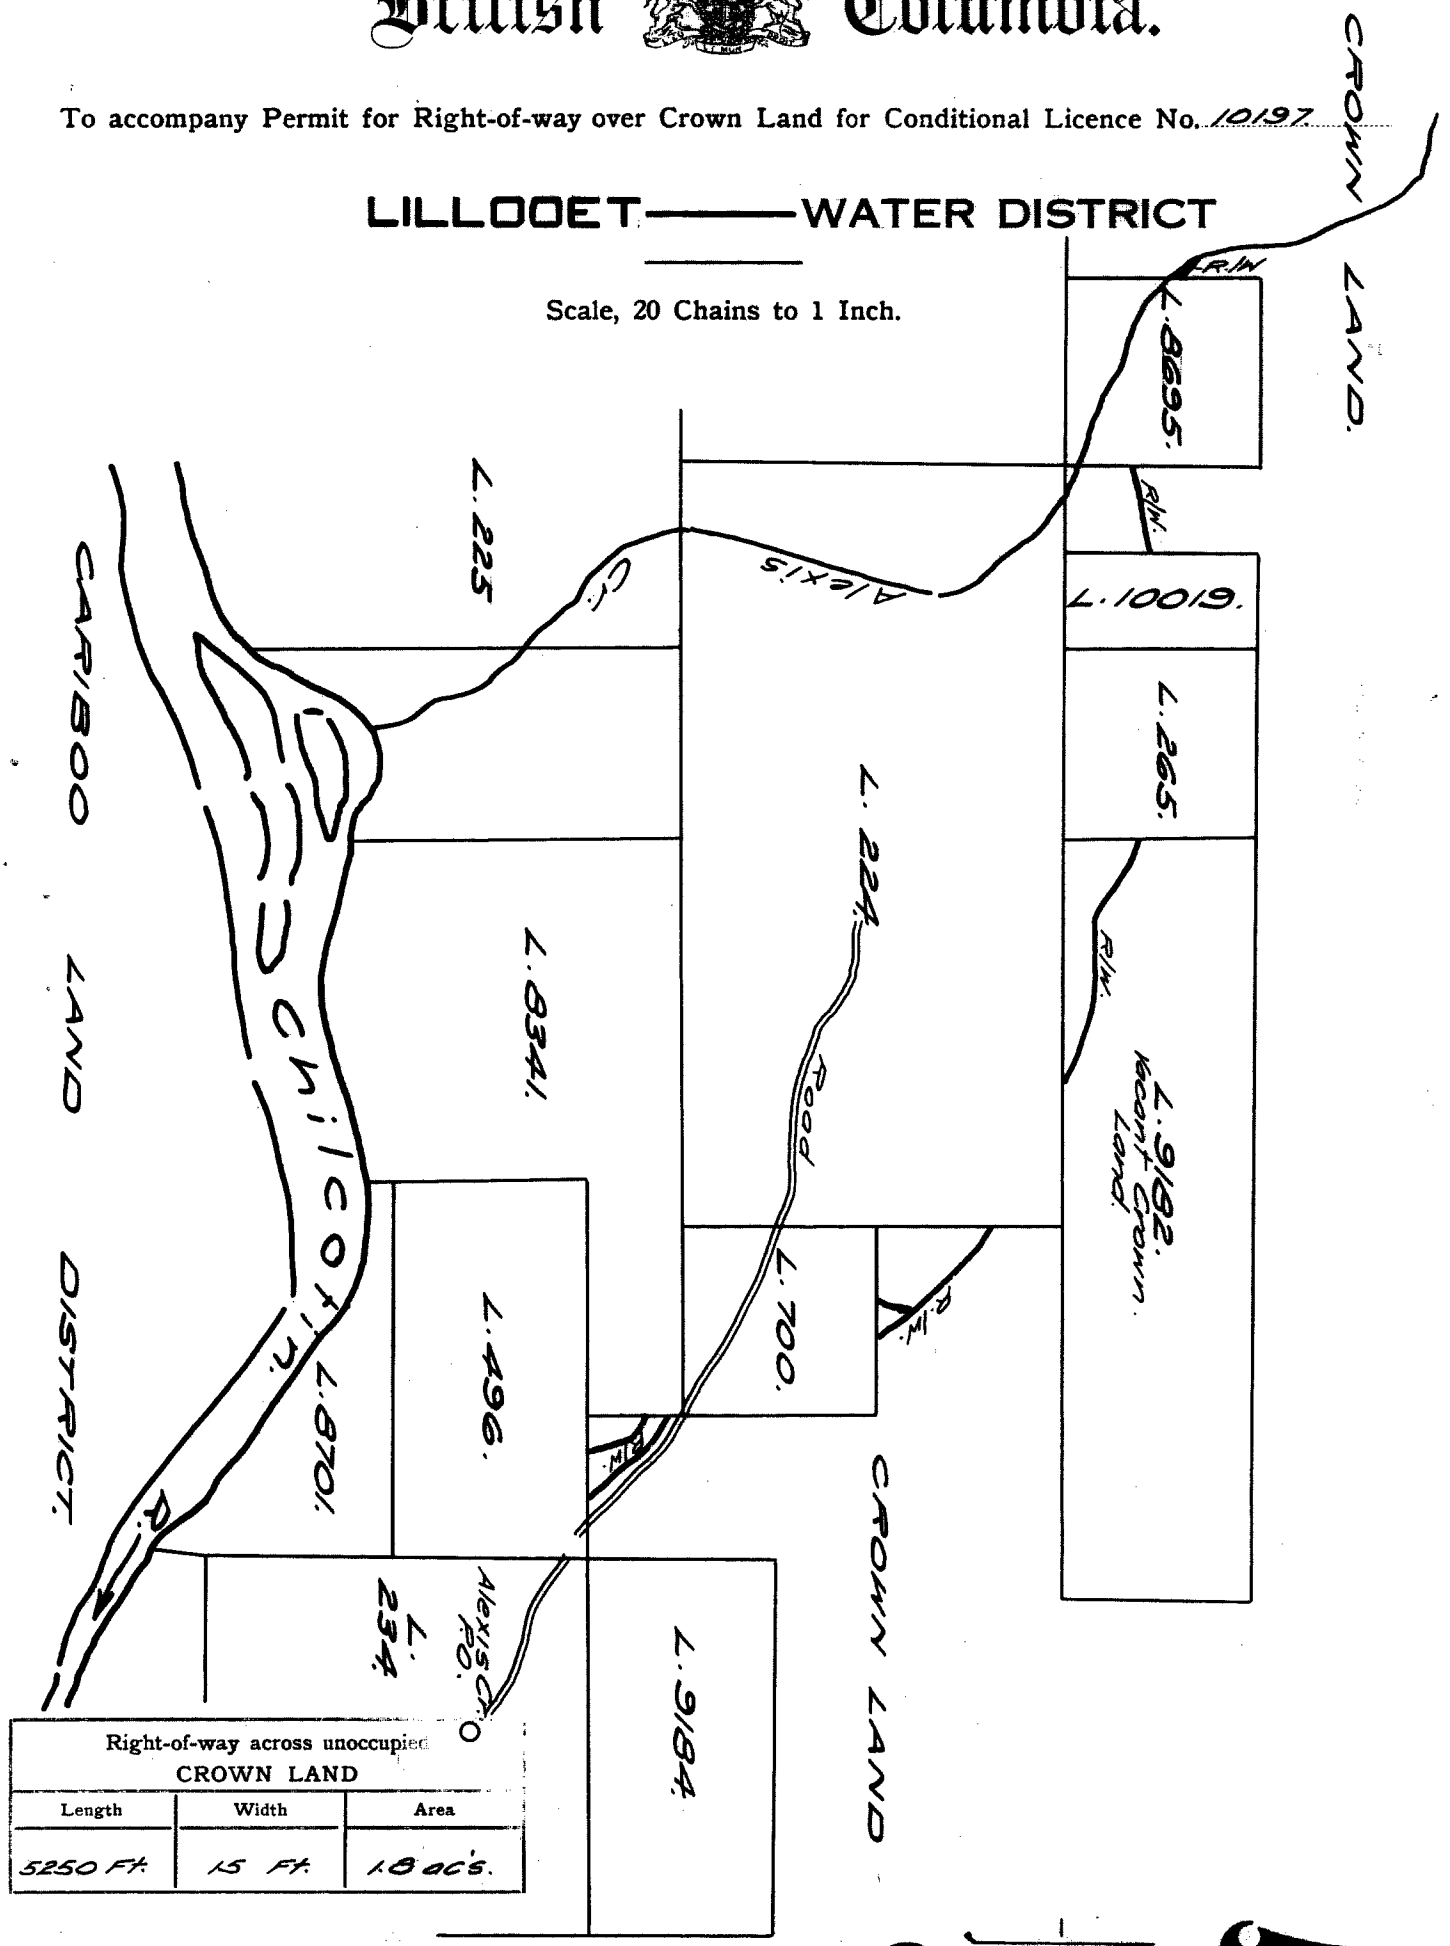 British Columbia.
To accompany Permit for Right-of-way over Crown Land for Conditional Licence No. 10197
LILLOOET — WATER DISTRICT
Scale, 20 Chains to 1 Inch.
CROWN LAND.
R/W
L. 8695.
R/W.
L. 10019.
L. 265.
R/W.
L. 9182.
Vacant Crown
Land.
L. 225
Cr.
Alexis
L. 224.
Road
L. 8341.
CARIBOO LAND DISTRICT.
Chilcotin. R.
L. 700.
R/W.
L. 496.
L. 8701.
R/W.
CROWN LAND
L.
234.
Alexis Cr.
P.O.
L. 9184.
Right-of-way across unoccupied
CROWN LAND
Length Width Area
5250 Ft. 15 Ft. 1.8 ac's.